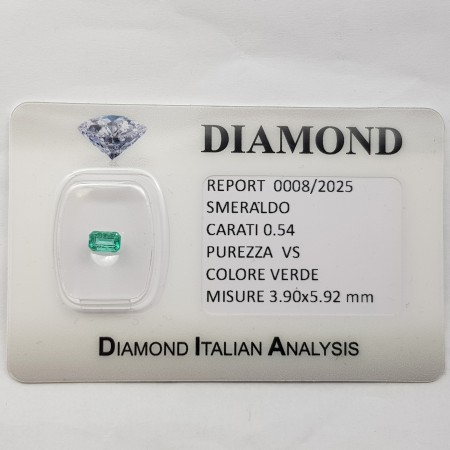 DIAMOND
REPORT 0008/2025
SMERALDO
CARATI 0.54
PUREZZA VS
COLORE VERDE
MISURE 3.90x5.92 mm
DIAMOND ITALIAN ANALYSIS